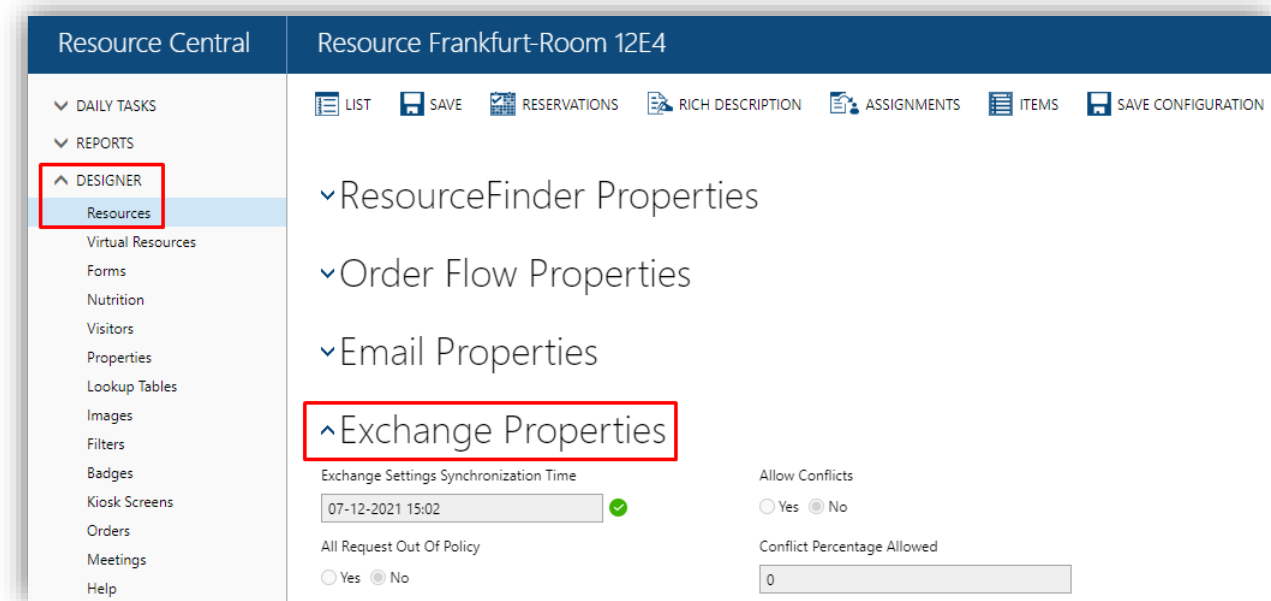 Resource Central
Resource Frankfurt-Room 12E4
DAILY TASKS
REPORTS
DESIGNER
Resources
Virtual Resources
Forms
Nutrition
Visitors
Properties
Lookup Tables
Images
Filters
Badges
Kiosk Screens
Orders
Meetings
Help
LIST SAVE RESERVATIONS RICH DESCRIPTION ASSIGNMENTS ITEMS SAVE CONFIGURATION
ResourceFinder Properties
Order Flow Properties
Email Properties
Exchange Properties
Exchange Settings Synchronization Time
07-12-2021 15:02
Allow Conflicts
Yes No
All Request Out Of Policy
Yes No
Conflict Percentage Allowed
0